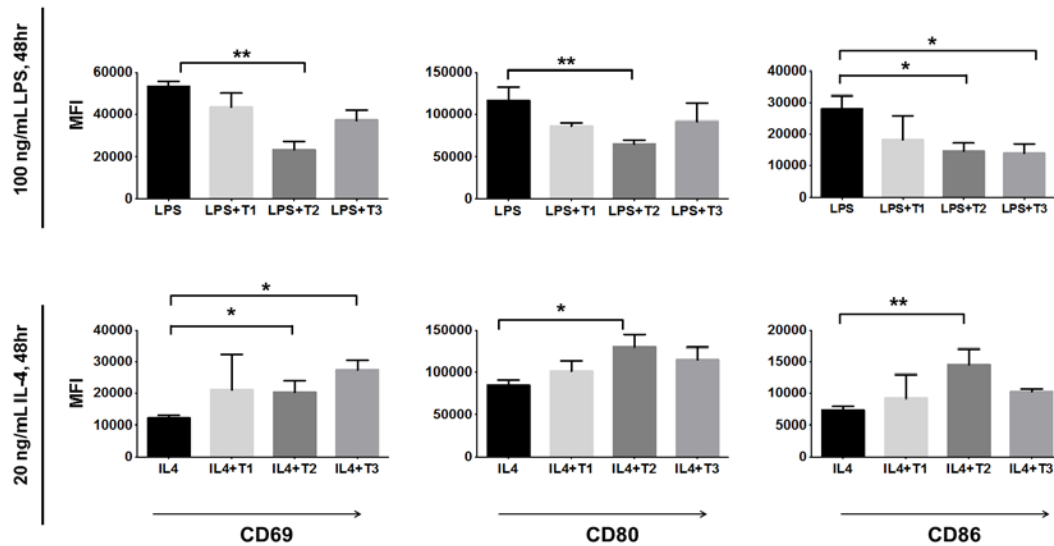 100 ng/mL LPS, 48hr
MFI
60000
40000
20000
0
**
LPS LPS+T1 LPS+T2 LPS+T3
150000
100000
50000
0
**
LPS LPS+T1 LPS+T2 LPS+T3
40000
30000
20000
10000
0
*
*
LPS LPS+T1 LPS+T2 LPS+T3
20 ng/mL IL-4, 48hr
MFI
40000
30000
20000
10000
0
*
*
IL4 IL4+T1 IL4+T2 IL4+T3
150000
100000
50000
0
*
IL4 IL4+T1 IL4+T2 IL4+T3
20000
15000
10000
5000
0
**
IL4 IL4+T1 IL4+T2 IL4+T3
CD69
CD80
CD86